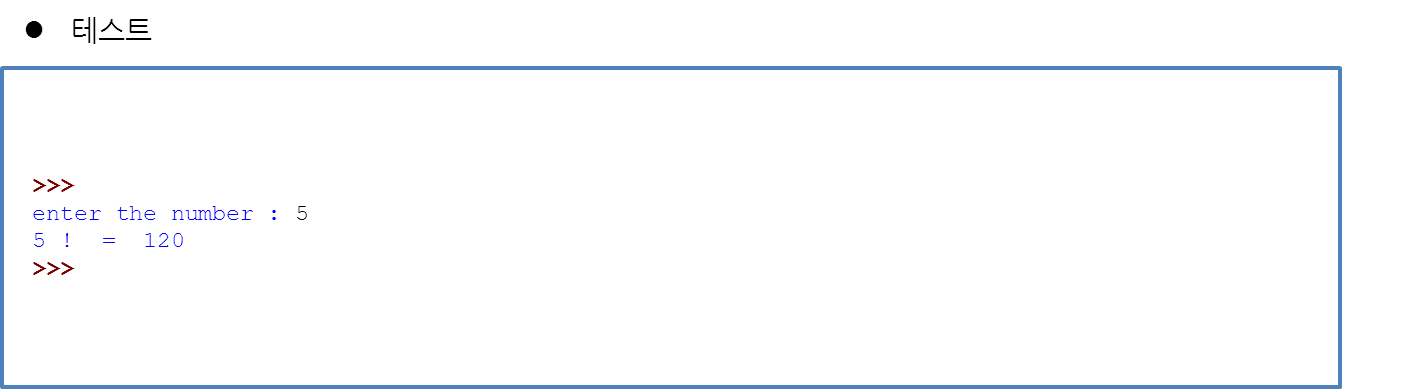 ● 테스트
>>>
enter the number : 5
5 !  =  120
>>>